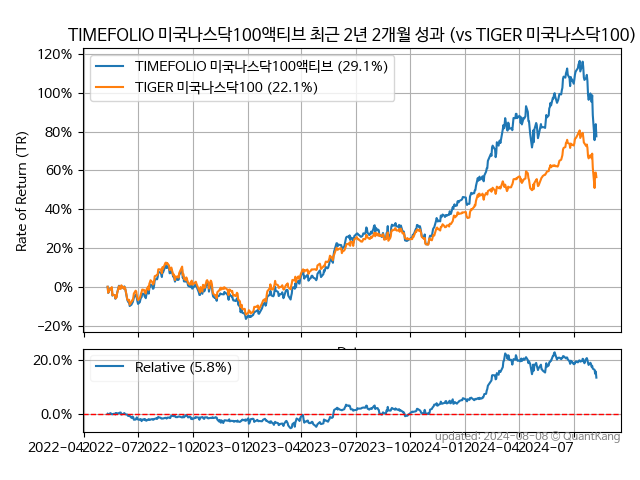 TIMEFOLIO 미국나스닥100액티브 최근 2년 2개월 성과 (vs TIGER 미국나스닥100)
120%
100%
80%
60%
40%
20%
0%
−20%
Rate of Return (TR)
TIMEFOLIO 미국나스닥100액티브 (29.1%)
TIGER 미국나스닥100 (22.1%)
20.0%
0.0%
Relative (5.8%)
updated: 2024-08-08 © QuantKang
2022−04 2022−07 2022−10 2023−01 2023−04 2023−07 2023−10 2024−01 2024−04 2024−07